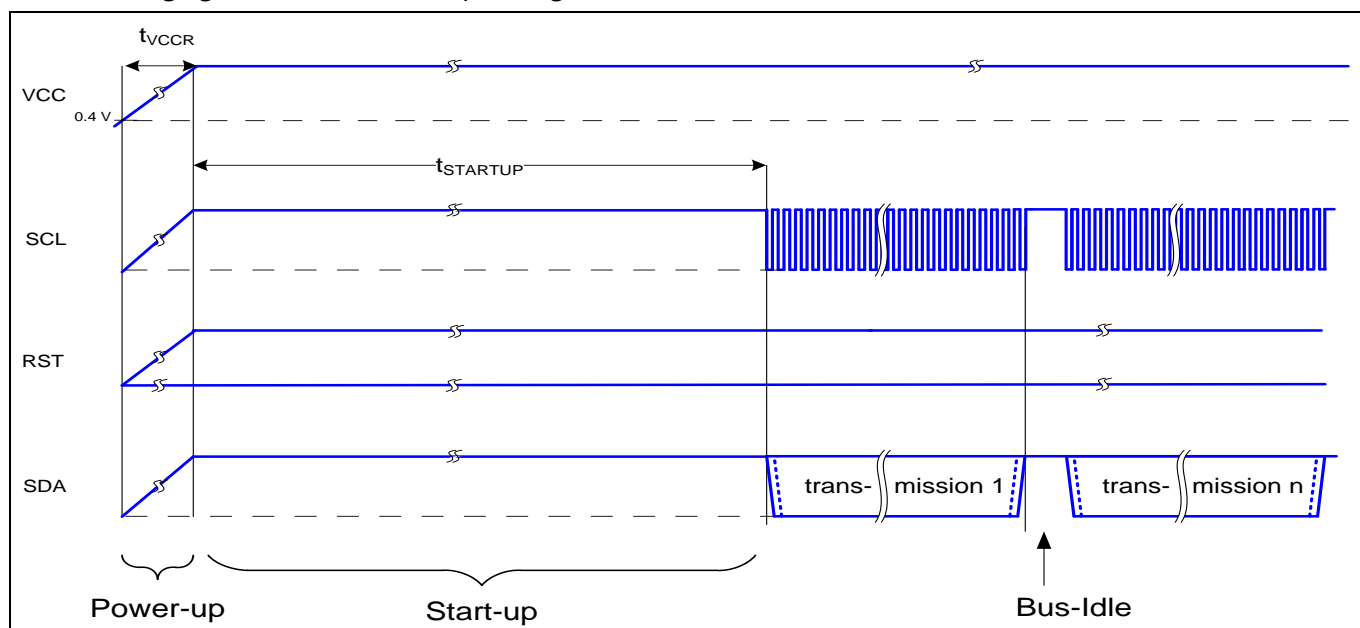 tVCCR
VCC
0.4 V
tSTARTUP
SCL
RST
SDA
trans- mission 1
trans- mission n
Power-up
Start-up
Bus-Idle